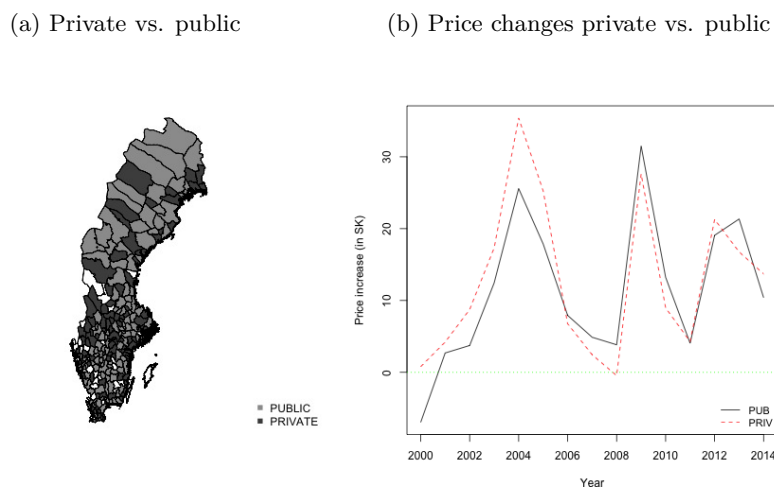 (a) Private vs. public
(b) Price changes private vs. public
PUBLIC
PRIVATE
Price increase (in SK)
30
20
10
0
PUB
PRIV
2000 2002 2004 2006 2008 2010 2012 2014
Year